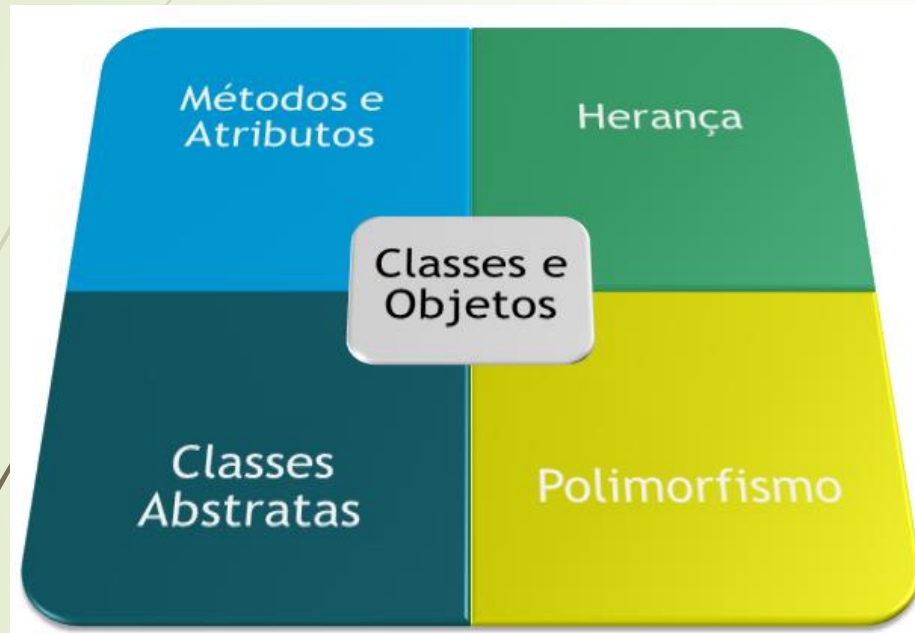 Métodos e
Atributos
Herança
Classes e
Objetos
Classes
Abstratas
Polimorfismo